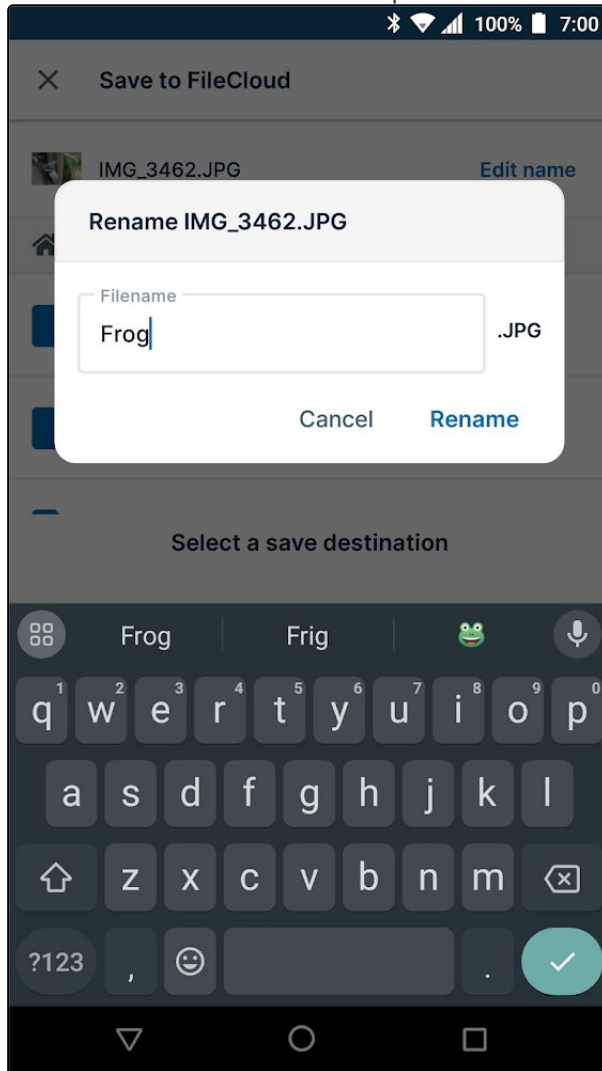 100% 7:00
Save to FileCloud
IMG_3462.JPG Edit name
Rename IMG_3462.JPG
Filename
Frog .JPG
Cancel Rename
Select a save destination
Frog Frig
1 2 3 4 5 6 7 8 9 0
q w e r t y u i o p
a s d f g h j k l
z x c v b n m
?123 , .